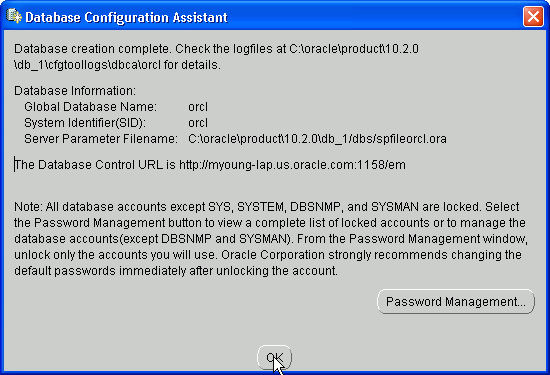 Database Configuration Assistant
Database creation complete. Check the logfiles at C:\oracle\product\10.2.0
\db_1\cfgtoollogs\dbca\orcl for details.
Database Information:
Global Database Name: orcl
System Identifier(SID): orcl
Server Parameter Filename: C:\oracle\product\10.2.0\db_1/dbs/spfileorcl.ora
The Database Control URL is http://myoung-lap.us.oracle.com:1158/em
Note: All database accounts except SYS, SYSTEM, DBSNMP, and SYSMAN are locked. Select
the Password Management button to view a complete list of locked accounts or to manage the
database accounts(except DBSNMP and SYSMAN). From the Password Management window,
unlock only the accounts you will use. Oracle Corporation strongly recommends changing the
default passwords immediately after unlocking the account.
Password Management...
OK